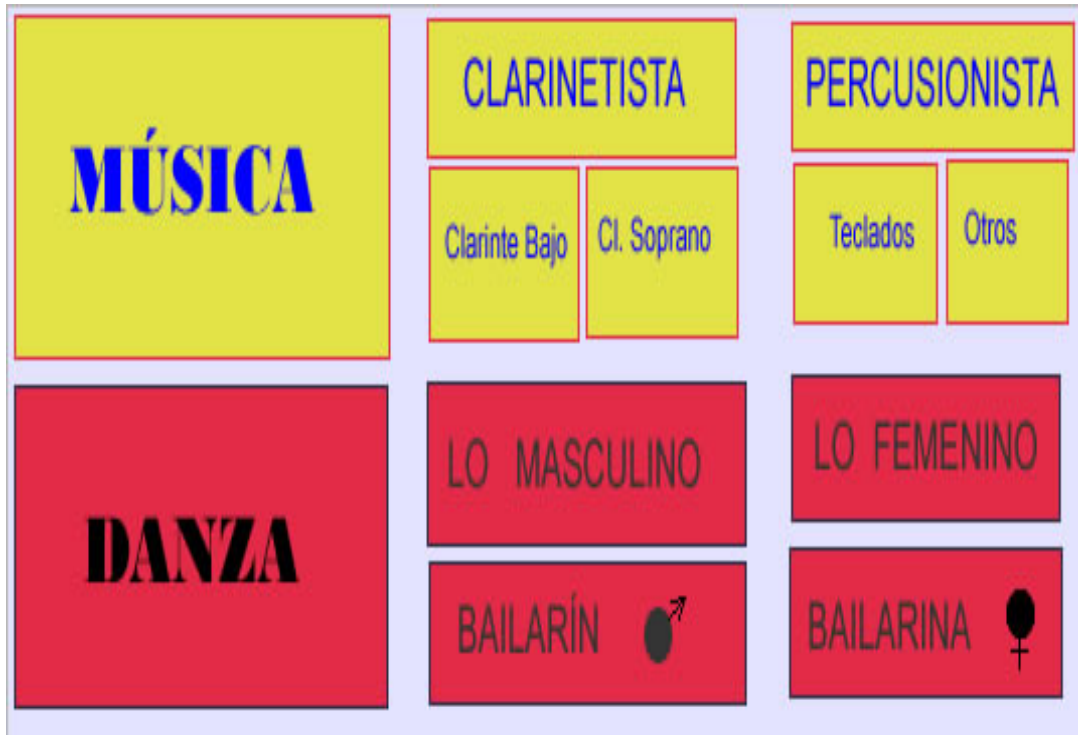 MÚSICA
CLARINETISTA
PERCUSIONISTA
Clarinte Bajo
Cl. Soprano
Teclados
Otros
DANZA
LO MASCULINO
LO FEMENINO
BAILARÍN
BAILARINA